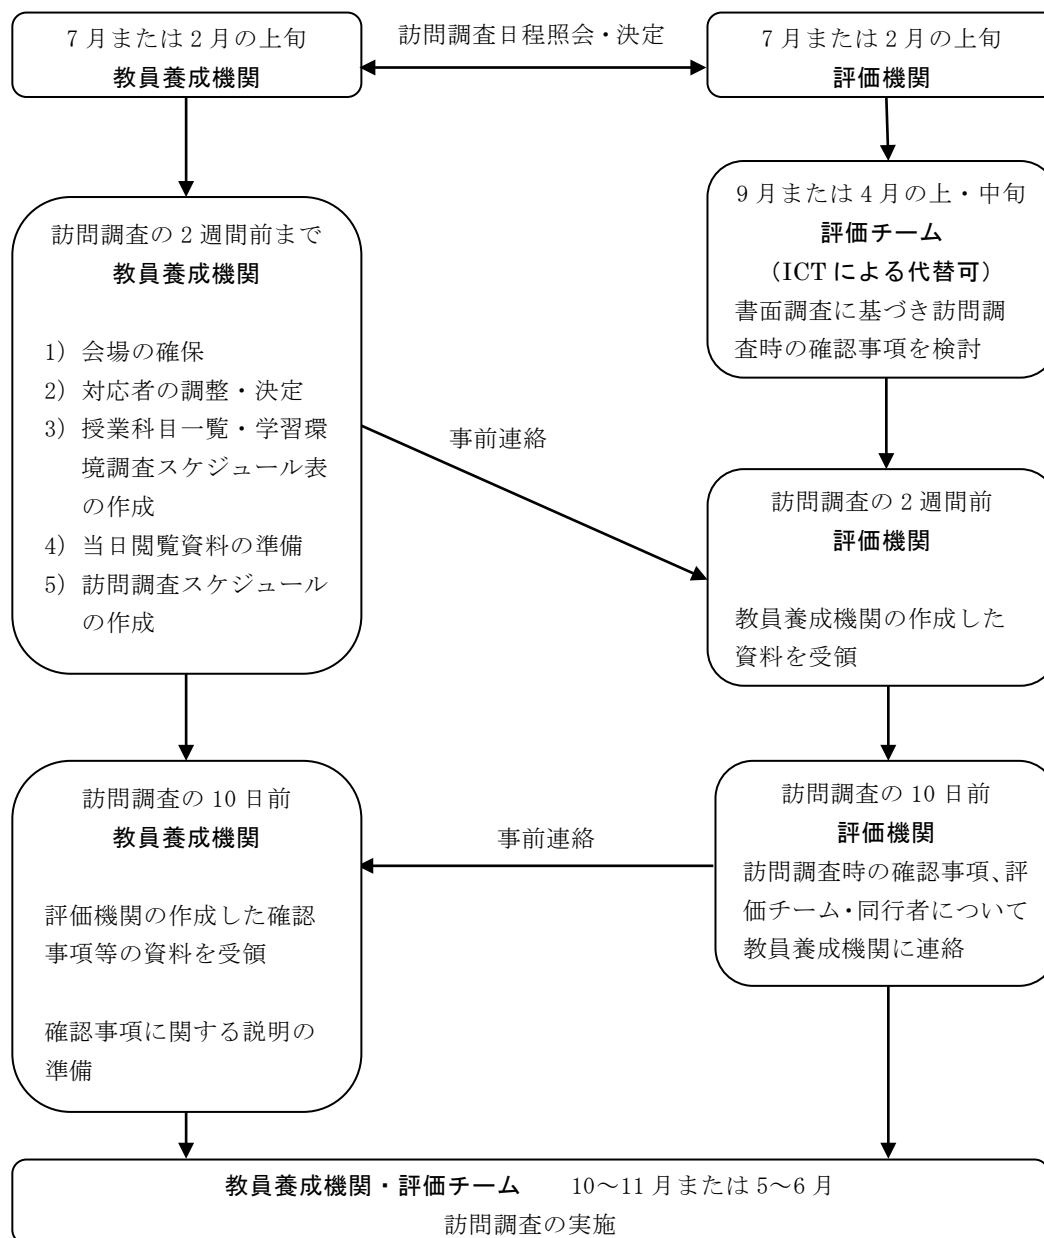 7 月または 2 月の上旬
教員養成機関
訪問調査日程照会・決定
7 月または 2 月の上旬
評価機関
9 月または 4 月の上・中旬
評価チーム
（ICT による代替可）
書面調査に基づき訪問調
査時の確認事項を検討
訪問調査の 2 週間前まで
教員養成機関
1）会場の確保
2）対応者の調整・決定
3）授業科目一覧・学習環
境調査スケジュール表
の作成
4）当日閲覧資料の準備
5）訪問調査スケジュール
の作成
事前連絡
訪問調査の 2 週間前
評価機関
教員養成機関の作成した
資料を受領
訪問調査の 10 日前
教員養成機関
評価機関の作成した確認
事項等の資料を受領
確認事項に関する説明の
準備
事前連絡
訪問調査の 10 日前
評価機関
訪問調査時の確認事項、評
価チーム・同行者について
教員養成機関に連絡
教員養成機関・評価チーム　　10～11 月または 5～6 月
訪問調査の実施